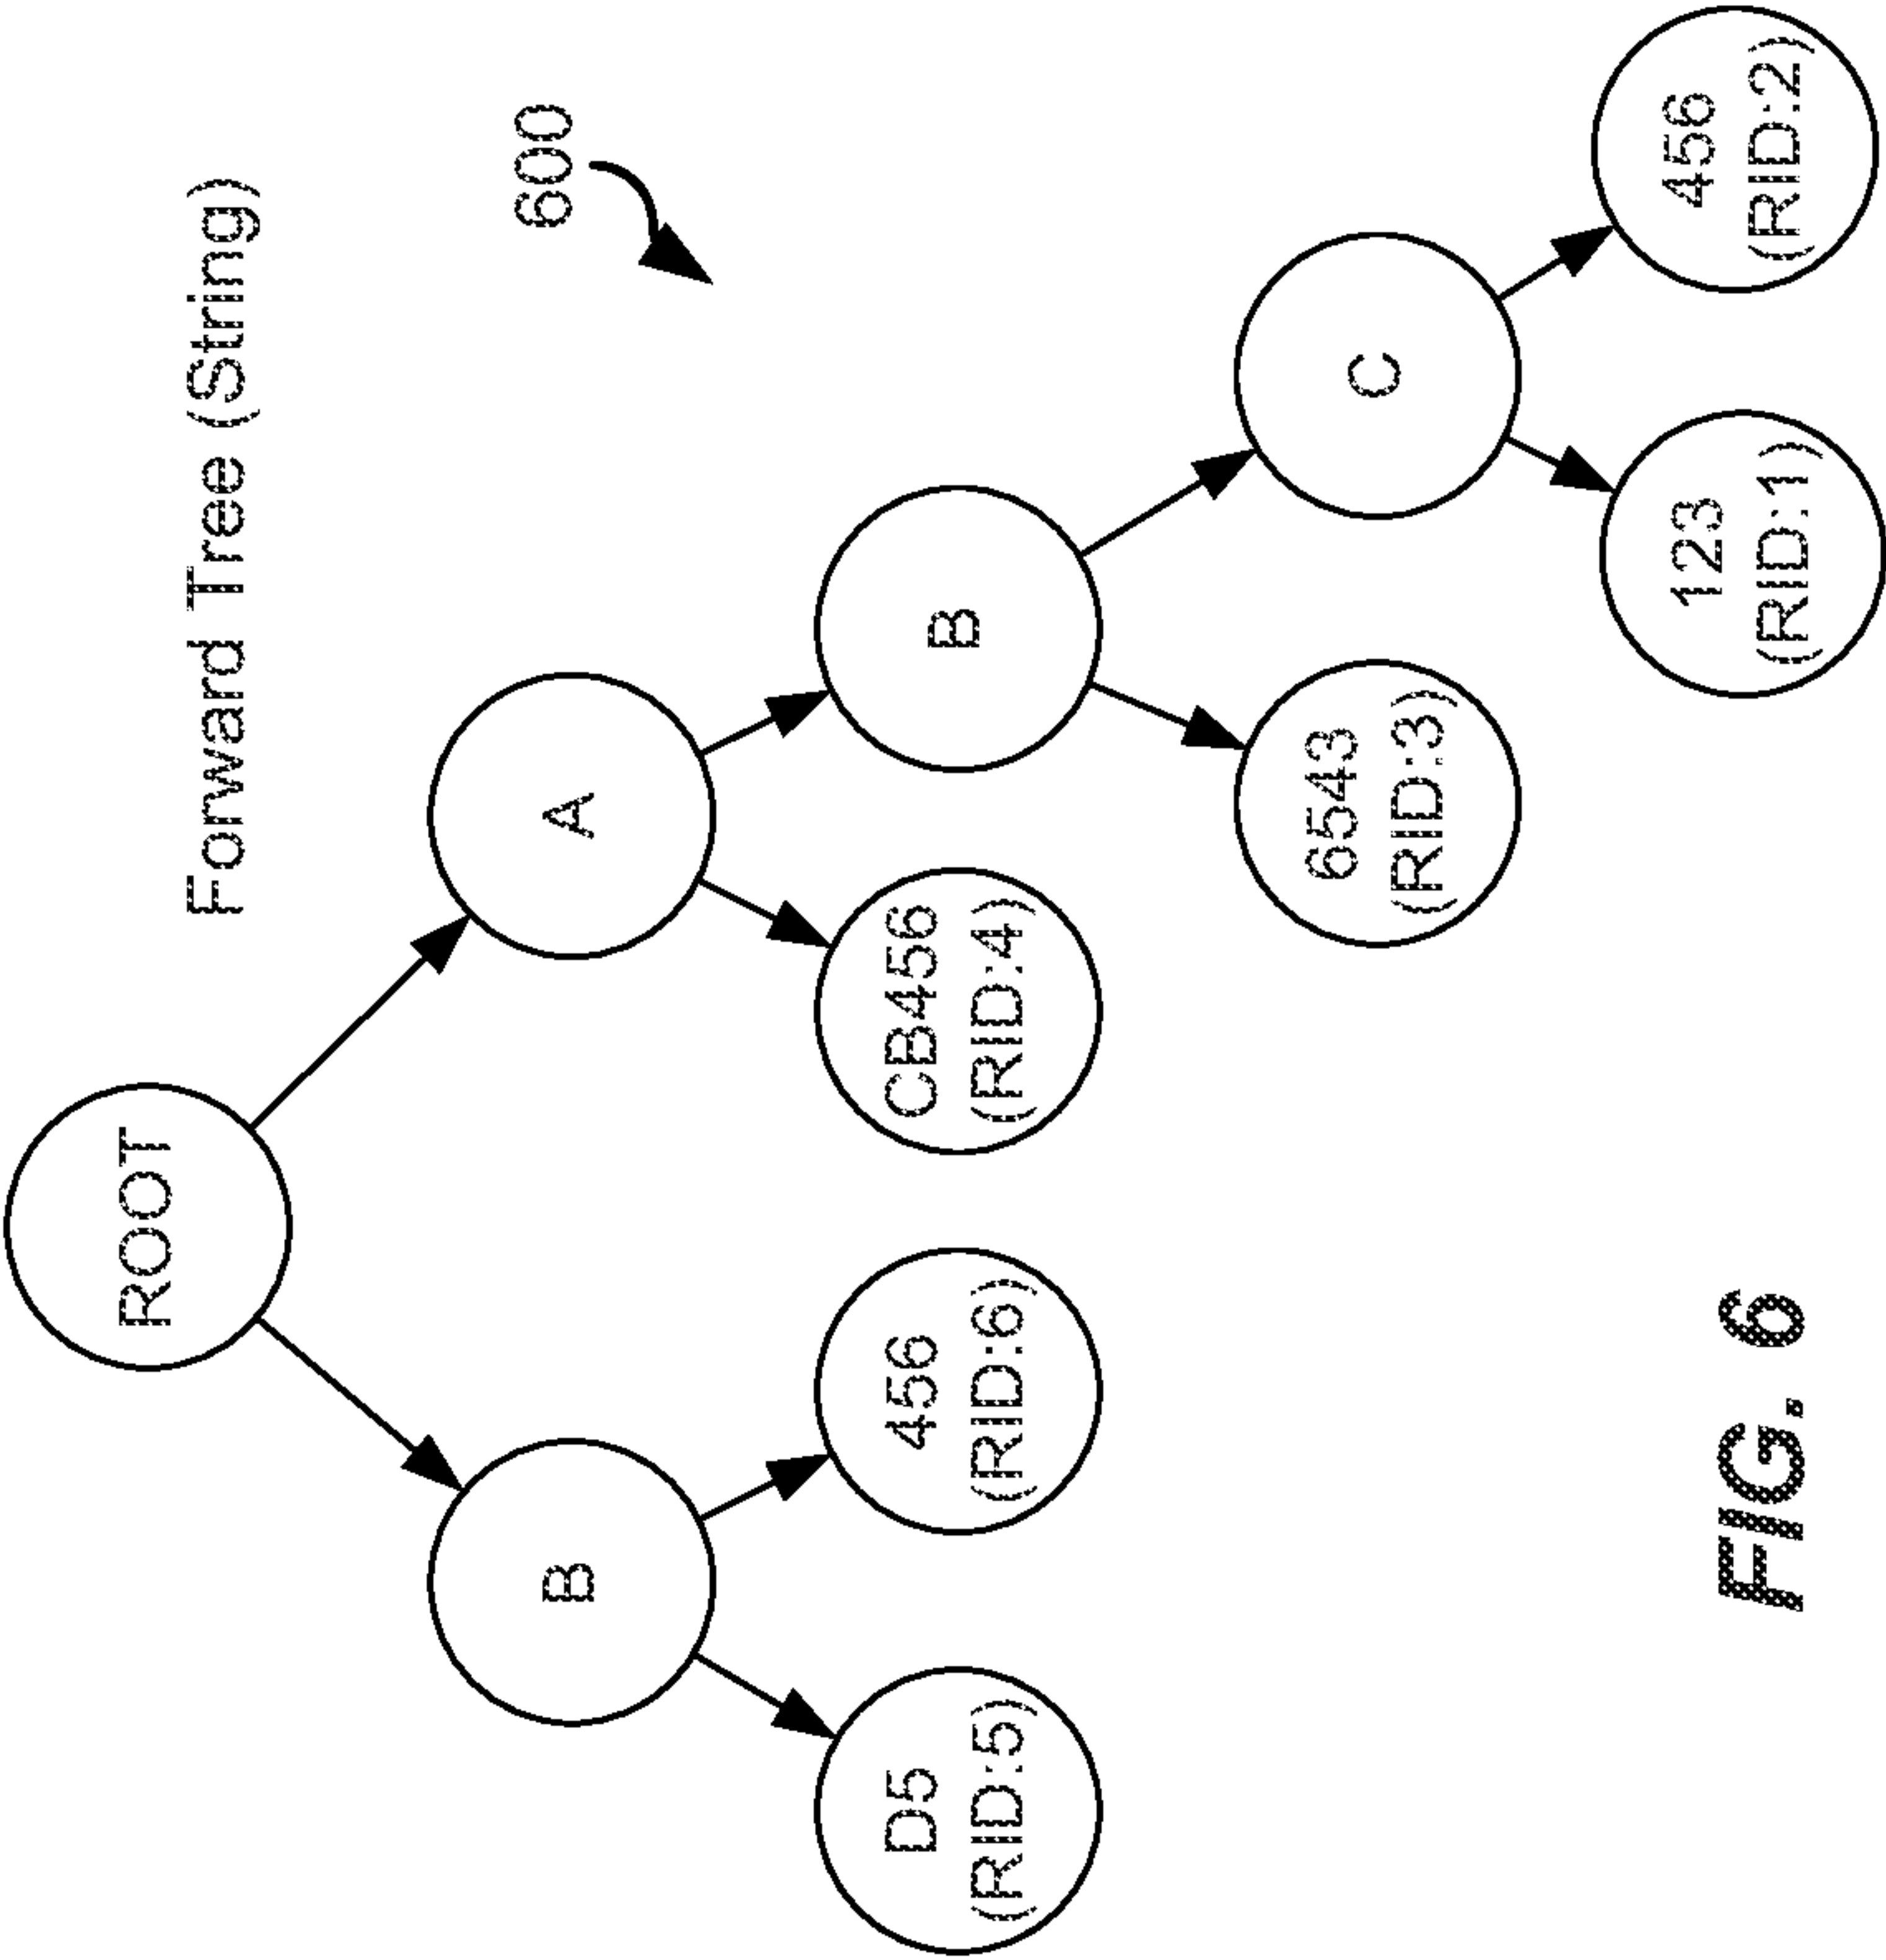 Forward Tree (String)
600
ROOT
B
A
D5
(RID:5)
456
(RID:6)
CB456
(RID:4)
B
6543
(RID:3)
C
123
(RID:1)
456
(RID:2)
FIG. 6